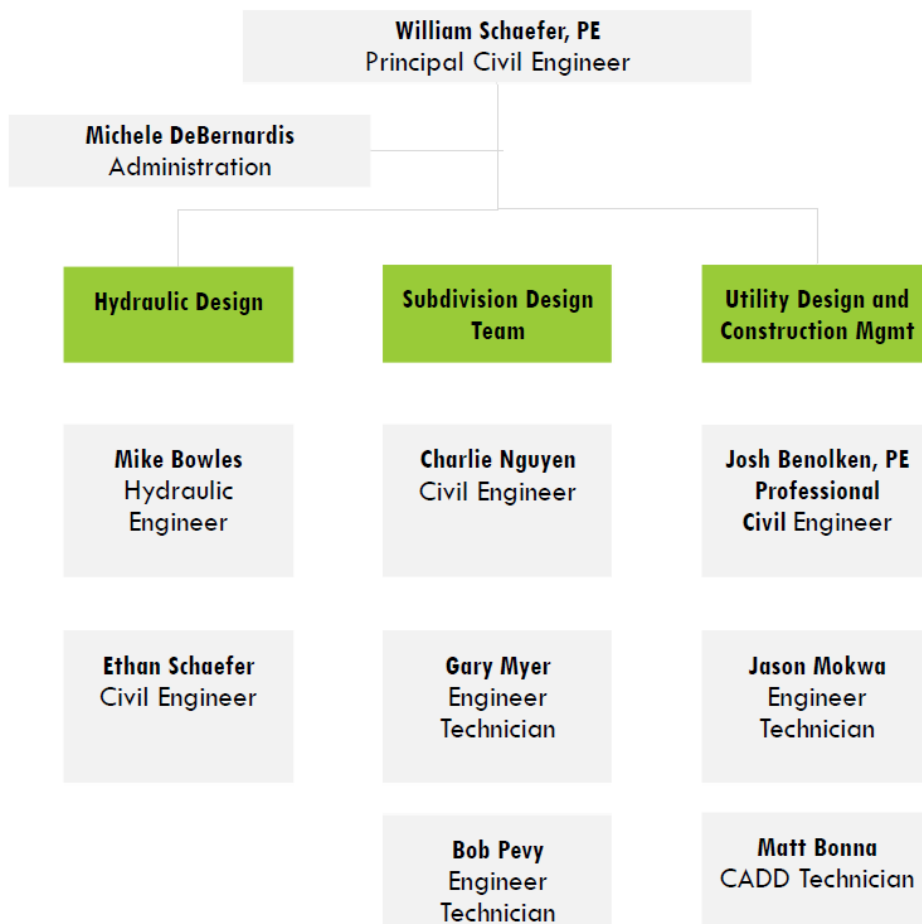 William Schaefer, PE
Principal Civil Engineer
Michele DeBernardis
Administration
Hydraulic Design
Subdivision Design
Team
Utility Design and
Construction Mgmt
Mike Bowles
Hydraulic
Engineer
Charlie Nguyen
Civil Engineer
Josh Benolken, PE
Professional
Civil Engineer
Ethan Schaefer
Civil Engineer
Gary Myer
Engineer
Technician
Jason Mokwa
Engineer
Technician
Bob Pevy
Engineer
Technician
Matt Bonna
CADD Technician